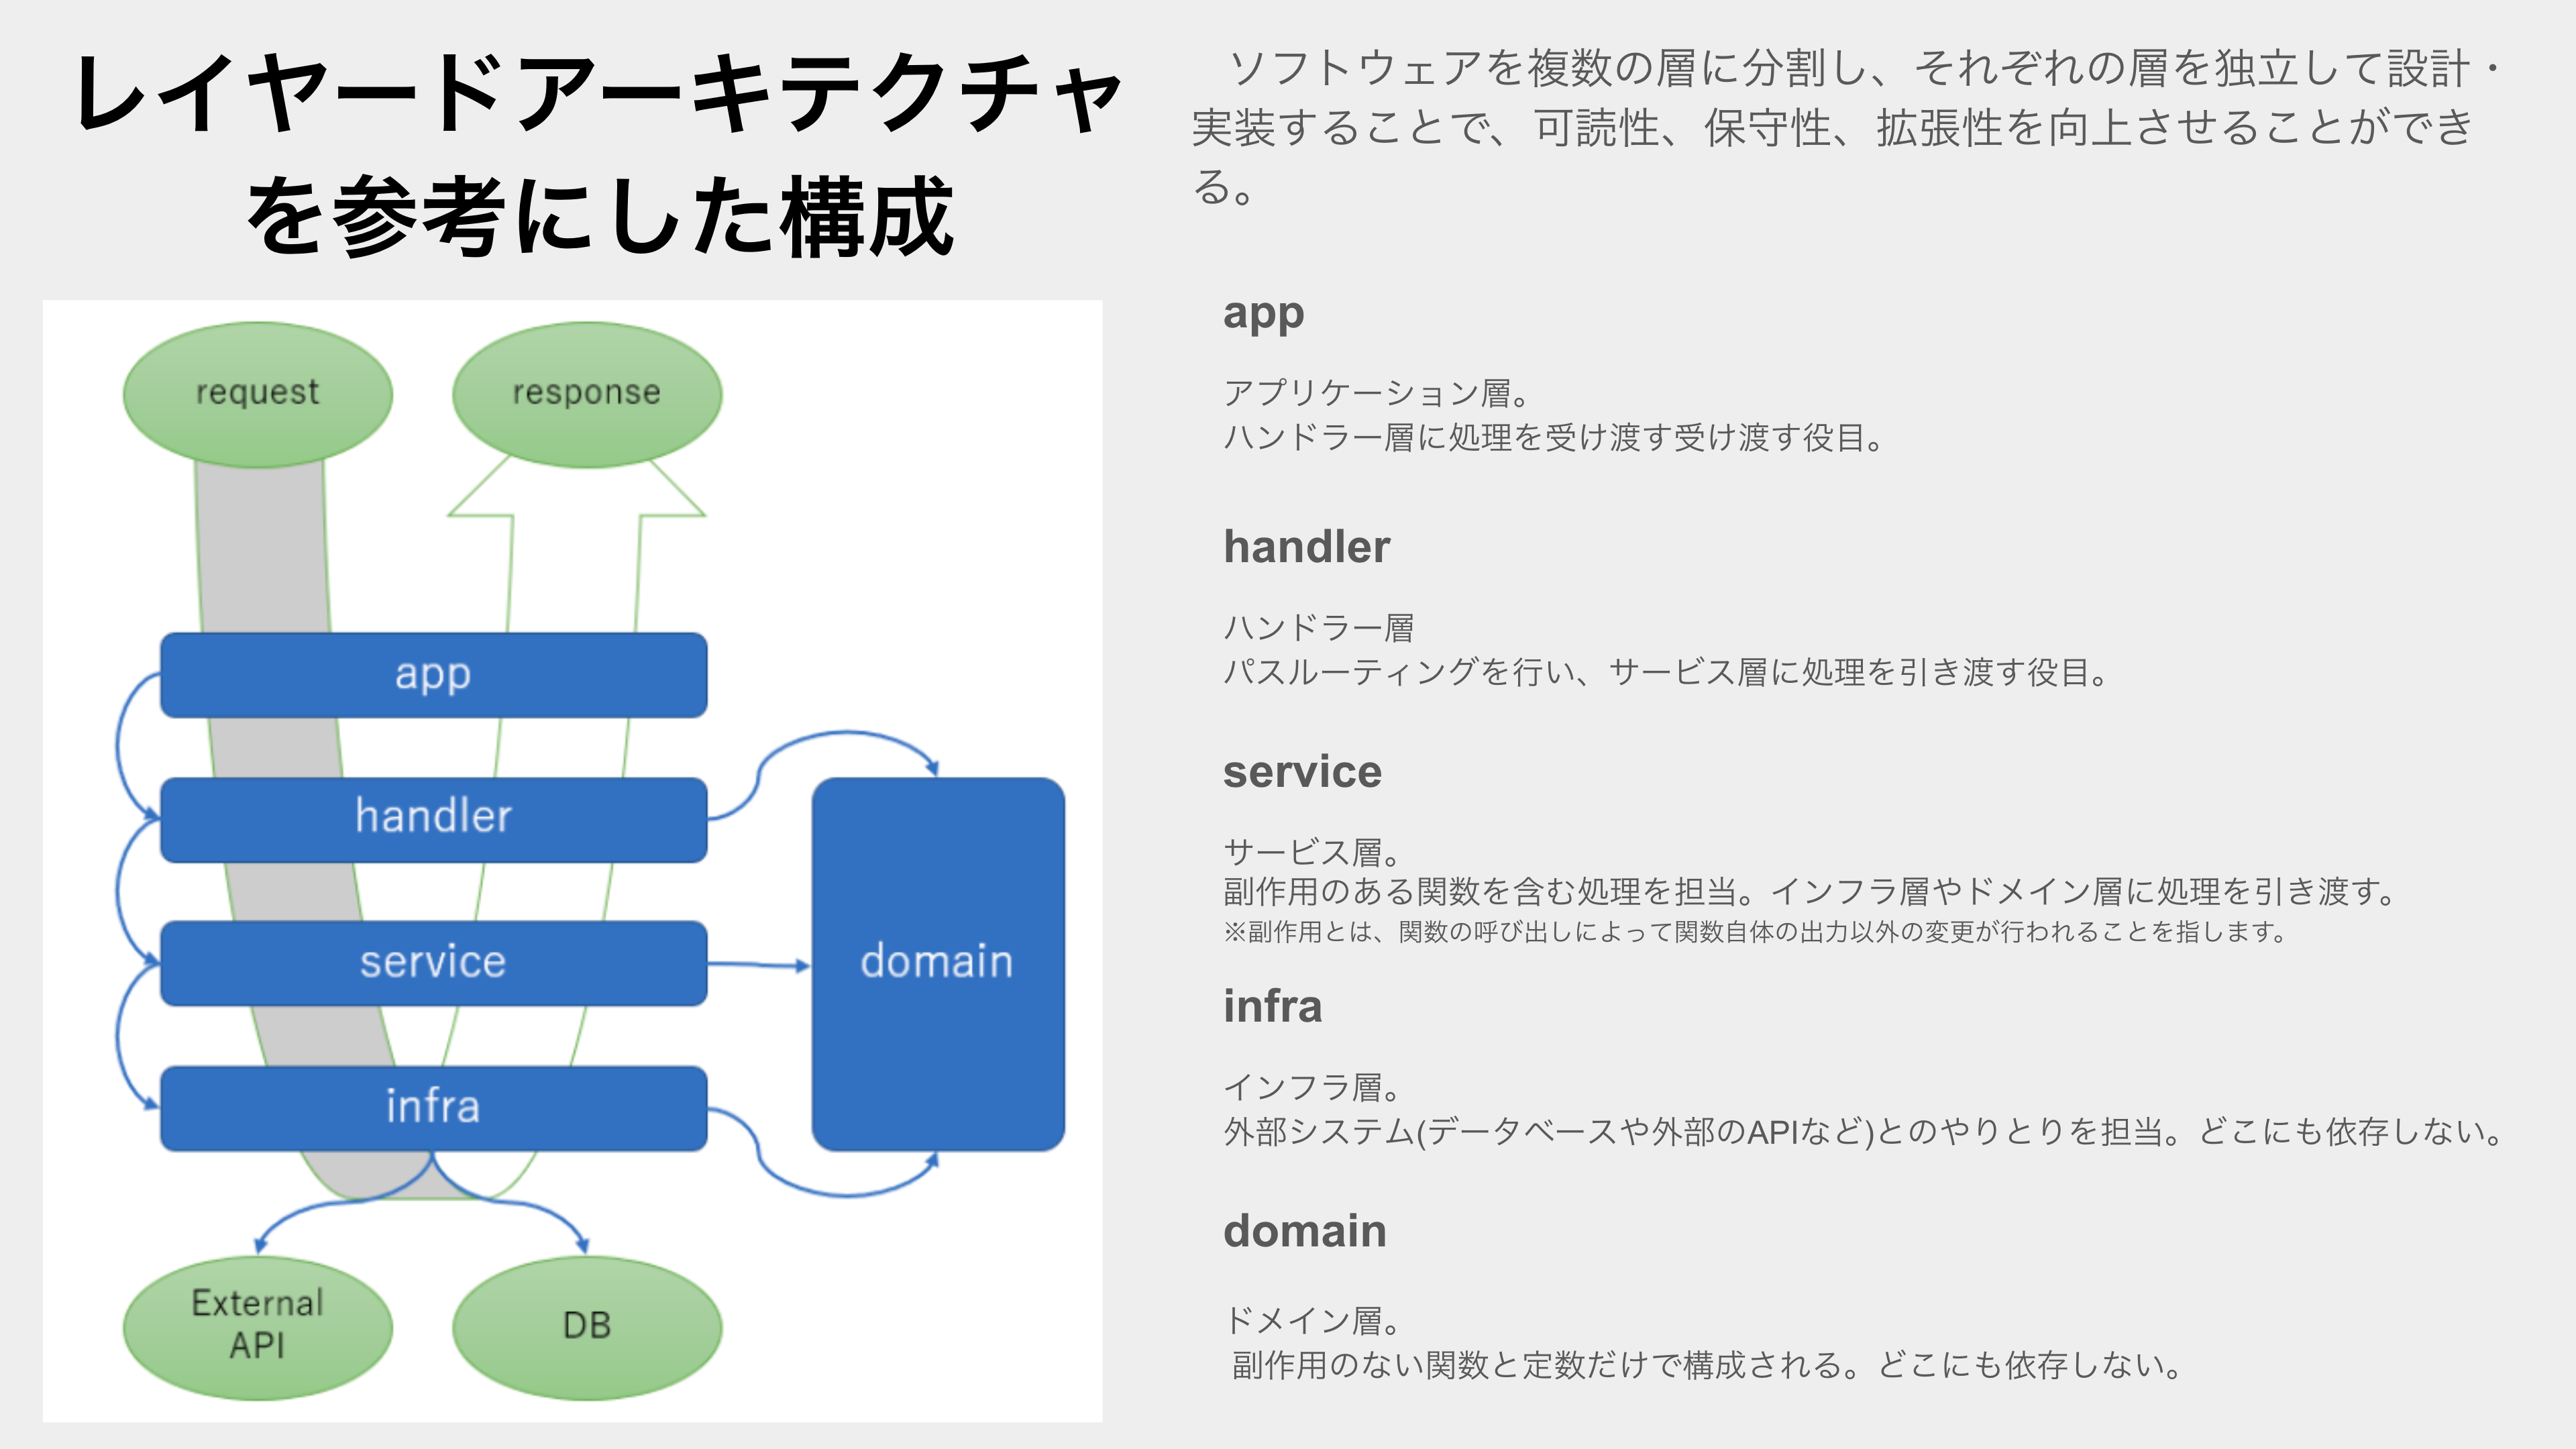 レイヤードアーキテクチャ
を参考にした構成
ソフトウェアを複数の層に分割し、それぞれの層を独立して設計・
実装することで、可読性、保守性、拡張性を向上させることができ
る。
request
response
app
handler
service
domain
infra
External
API
DB
app
アプリケーション層。
ハンドラー層に処理を受け渡す受け渡す役目。
handler
ハンドラー層
パスルーティングを行い、サービス層に処理を引き渡す役目。
service
サービス層。
副作用のある関数を含む処理を担当。インフラ層やドメイン層に処理を引き渡す。
※副作用とは、関数の呼び出しによって関数自体の出力以外の変更が行われることを指します。
infra
インフラ層。
外部システム(データベースや外部のAPIなど)とのやりとりを担当。どこにも依存しない。
domain
ドメイン層。
副作用のない関数と定数だけで構成される。どこにも依存しない。